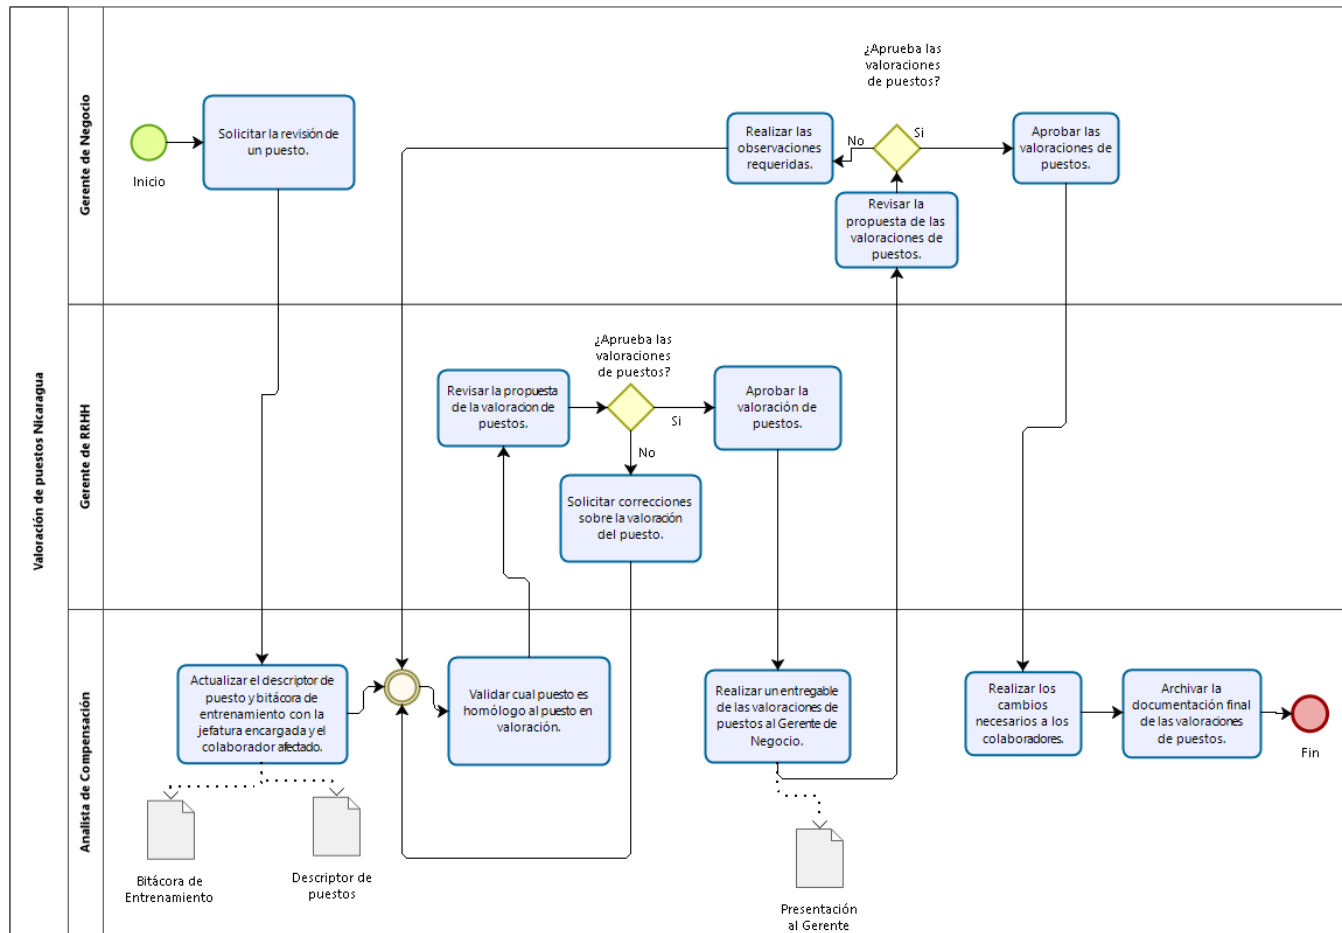 Valoración de puestos Nicaragua
Gerente de Negocio
Inicio
Solicitar la revisión de
un puesto.
Realizar las
observaciones
requeridas.
No
¿Aprueba las
valoraciones
de puestos?
Si
Aprobar las
valoraciones de
puestos.
Revisar la
propuesta de las
valoraciones de
puestos.
Gerente de RRHH
Revisar la propuesta
de la valoracion de
puestos.
¿Aprueba las
valoraciones
de puestos?
Si
No
Aprobar la
valoración de
puestos.
Solicitar correcciones
sobre la valoración
del puesto.
Analista de Compensación
Actualizar el descriptor de
puesto y bitácora de
entrenamiento con la
jefatura encargada y el
colaborador afectado.
Validar cual puesto es
homólogo al puesto en
valoración.
Realizar un entregable
de las valoraciones de
puestos al Gerente de
Negocio.
Realizar los
cambios
necesarios a los
colaboradores.
Archivar la
documentación final
de las valoraciones
de puestos.
Fin
Bitácora de
Entrenamiento
Descriptor de
puestos
Presentación
al Gerente